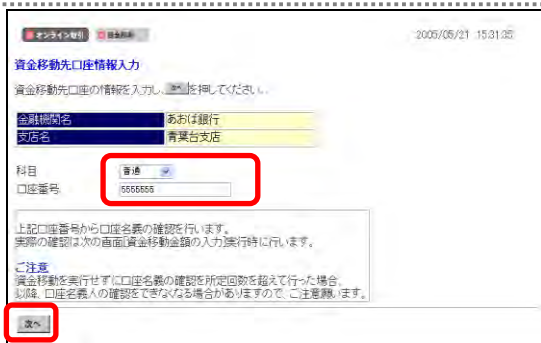 オンライン取引 資金移動 2005/05/21 15:31:35
資金移動先口座情報入力
資金移動先口座の情報を入力し、次へを押してください。
金融機関名 あおば銀行
支店名 青葉台支店
科目 普通
口座番号 5555555
上記口座番号から口座名義の確認を行います。
実際の確認は次の画面[資金移動金額の入力]実行時に行います。
ご注意
資金移動を実行せずに口座名義の確認を所定回数を超えて行った場合、
以降、口座名義人の確認をできなくなる場合がありますので、ご注意願います。
次へ